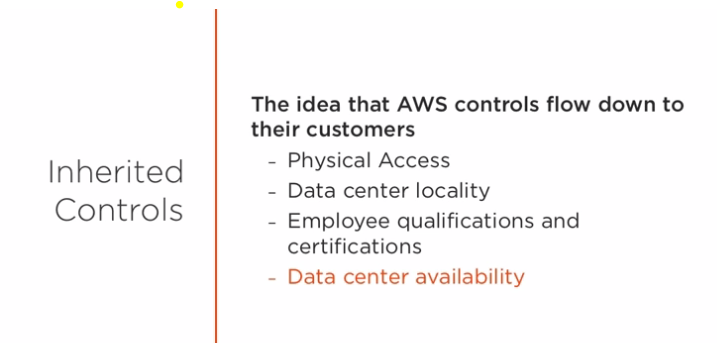 Inherited
Controls
The idea that AWS controls flow down to
their customers
- Physical Access
- Data center locality
- Employee qualifications and
certifications
- Data center availability